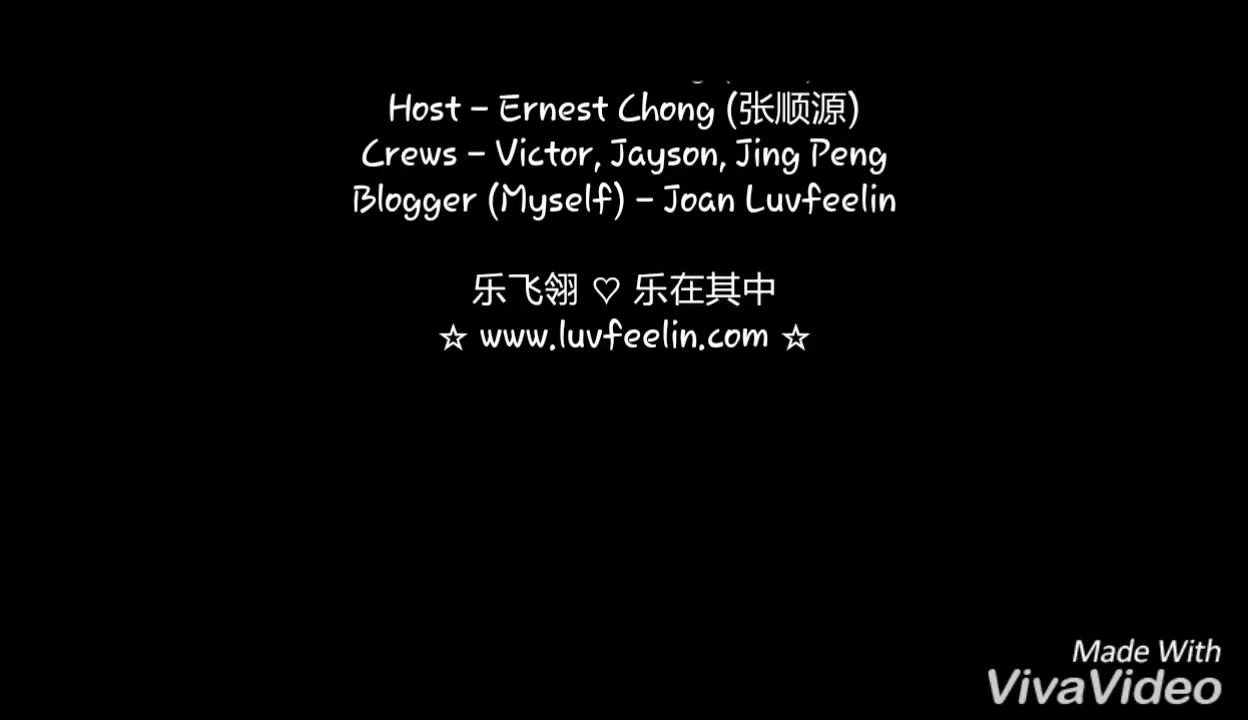 Host – Ernest Chong (张顺源)
Crews – Victor, Jayson, Jing Peng
Blogger (Myself) – Joan Luvfeelin
乐飞翎 ♡ 乐在其中
☆ www.luvfeelin.com ☆
Made With
VivaVideo